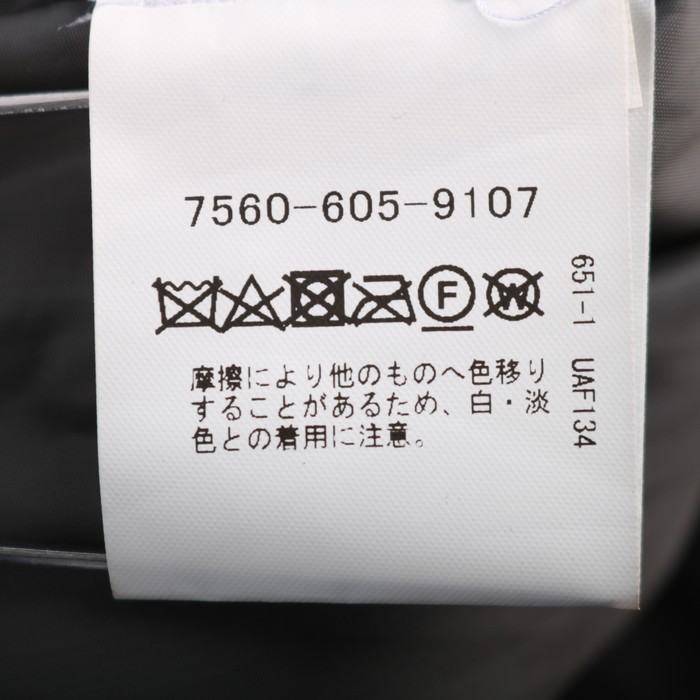 7560-605-9107
F W
摩擦により他のものへ色移り
することがあるため、白・淡
色との着用に注意。
651-1 UAF134